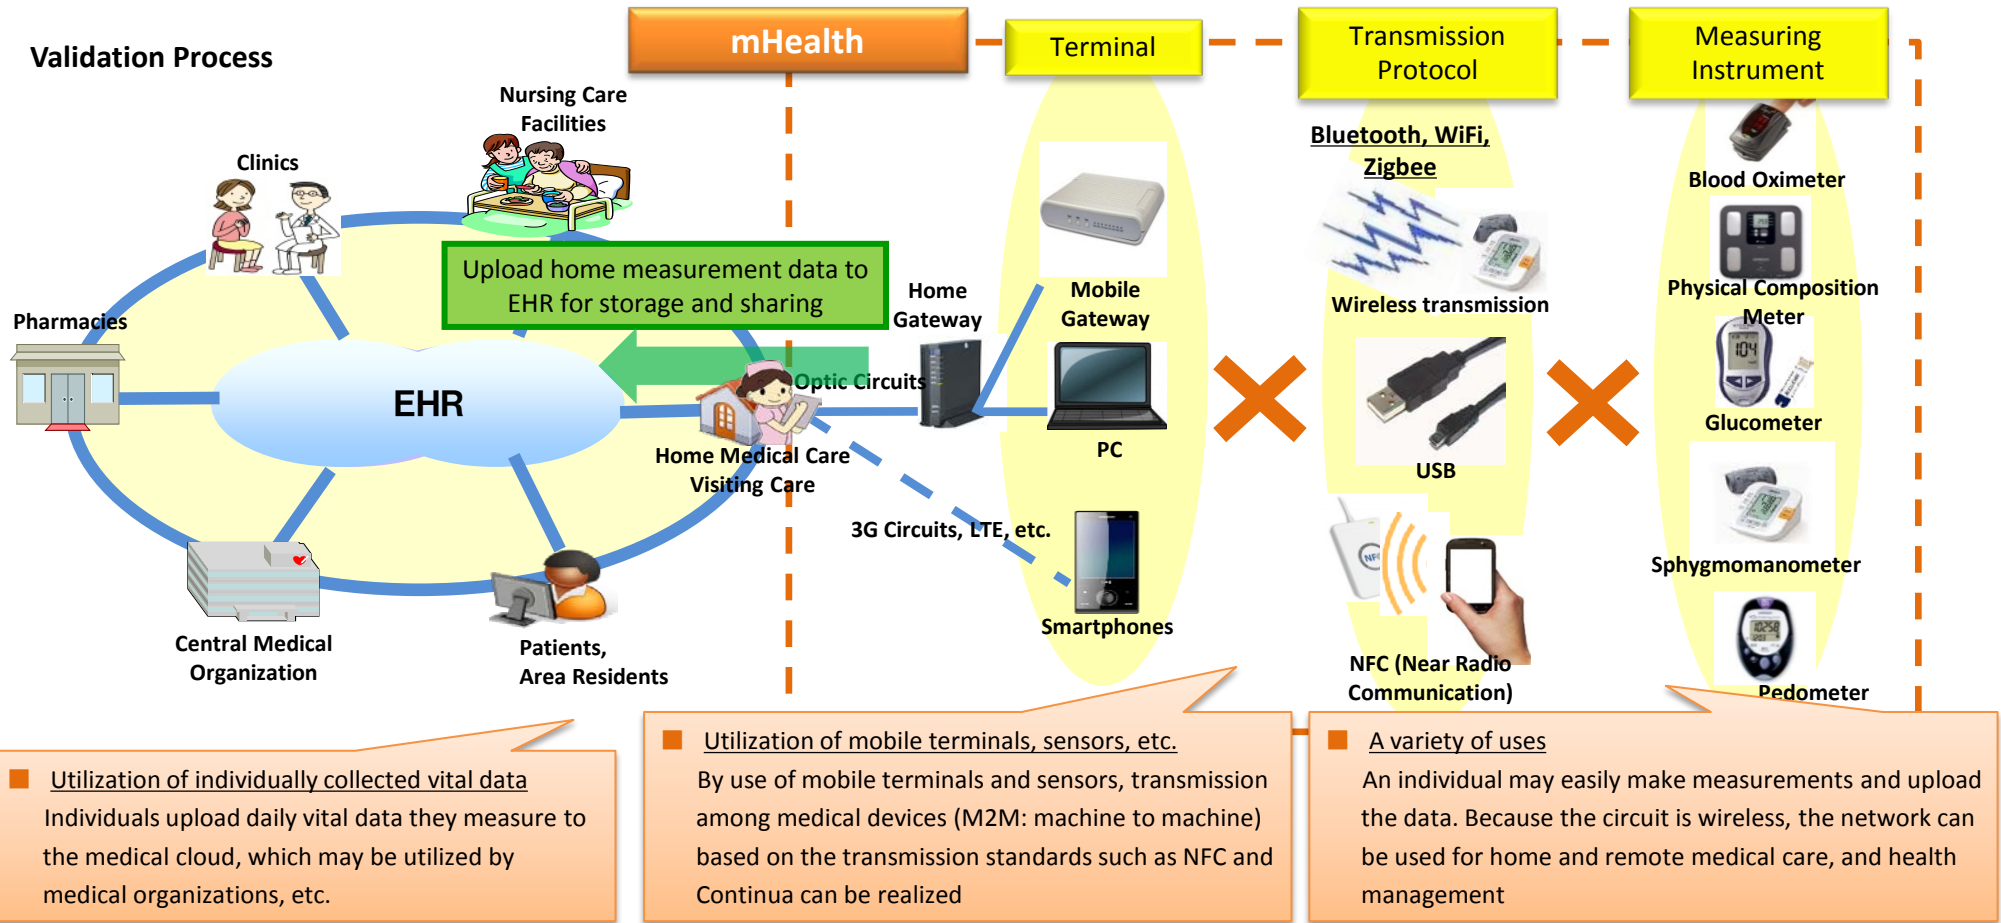 Validation Process
mHealth
Terminal
Transmission
Protocol
Measuring
Instrument
Nursing Care
Facilities
Clinics
Pharmacies
Upload home measurement data to
EHR for storage and sharing
EHR
Home Medical Care
Visiting Care
Central Medical
Organization
Patients,
Area Residents
Optic Circuits
Home
Gateway
3G Circuits, LTE, etc.
Mobile
Gateway
PC
Smartphones
Bluetooth, WiFi,
Zigbee
Wireless transmission
USB
NFC
NFC (Near Radio
Communication)
Blood Oximeter
Physical Composition
Meter
104
Glucometer
Sphygmomanometer
10258
Pedometer
Utilization of individually collected vital data
Individuals upload daily vital data they measure to
the medical cloud, which may be utilized by
medical organizations, etc.
Utilization of mobile terminals, sensors, etc.
By use of mobile terminals and sensors, transmission
among medical devices (M2M: machine to machine)
based on the transmission standards such as NFC and
Continua can be realized
A variety of uses
An individual may easily make measurements and upload
the data. Because the circuit is wireless, the network can
be used for home and remote medical care, and health
management